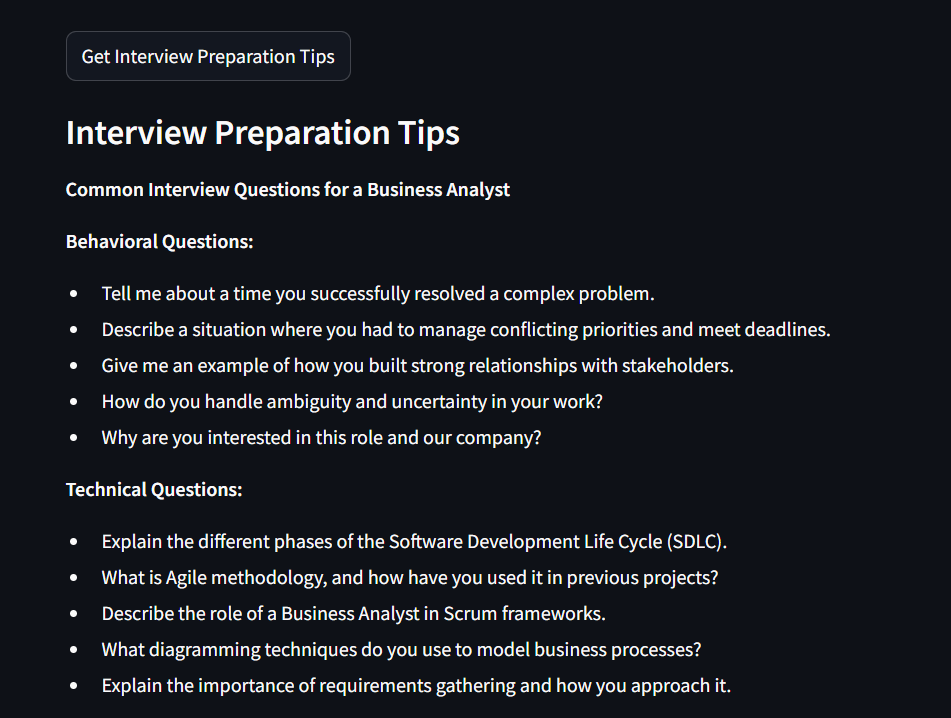 Get Interview Preparation Tips
Interview Preparation Tips
Common Interview Questions for a Business Analyst
Behavioral Questions:
• Tell me about a time you successfully resolved a complex problem.
• Describe a situation where you had to manage conflicting priorities and meet deadlines.
• Give me an example of how you built strong relationships with stakeholders.
• How do you handle ambiguity and uncertainty in your work?
• Why are you interested in this role and our company?
Technical Questions:
• Explain the different phases of the Software Development Life Cycle (SDLC).
• What is Agile methodology, and how have you used it in previous projects?
• Describe the role of a Business Analyst in Scrum frameworks.
• What diagramming techniques do you use to model business processes?
• Explain the importance of requirements gathering and how you approach it.